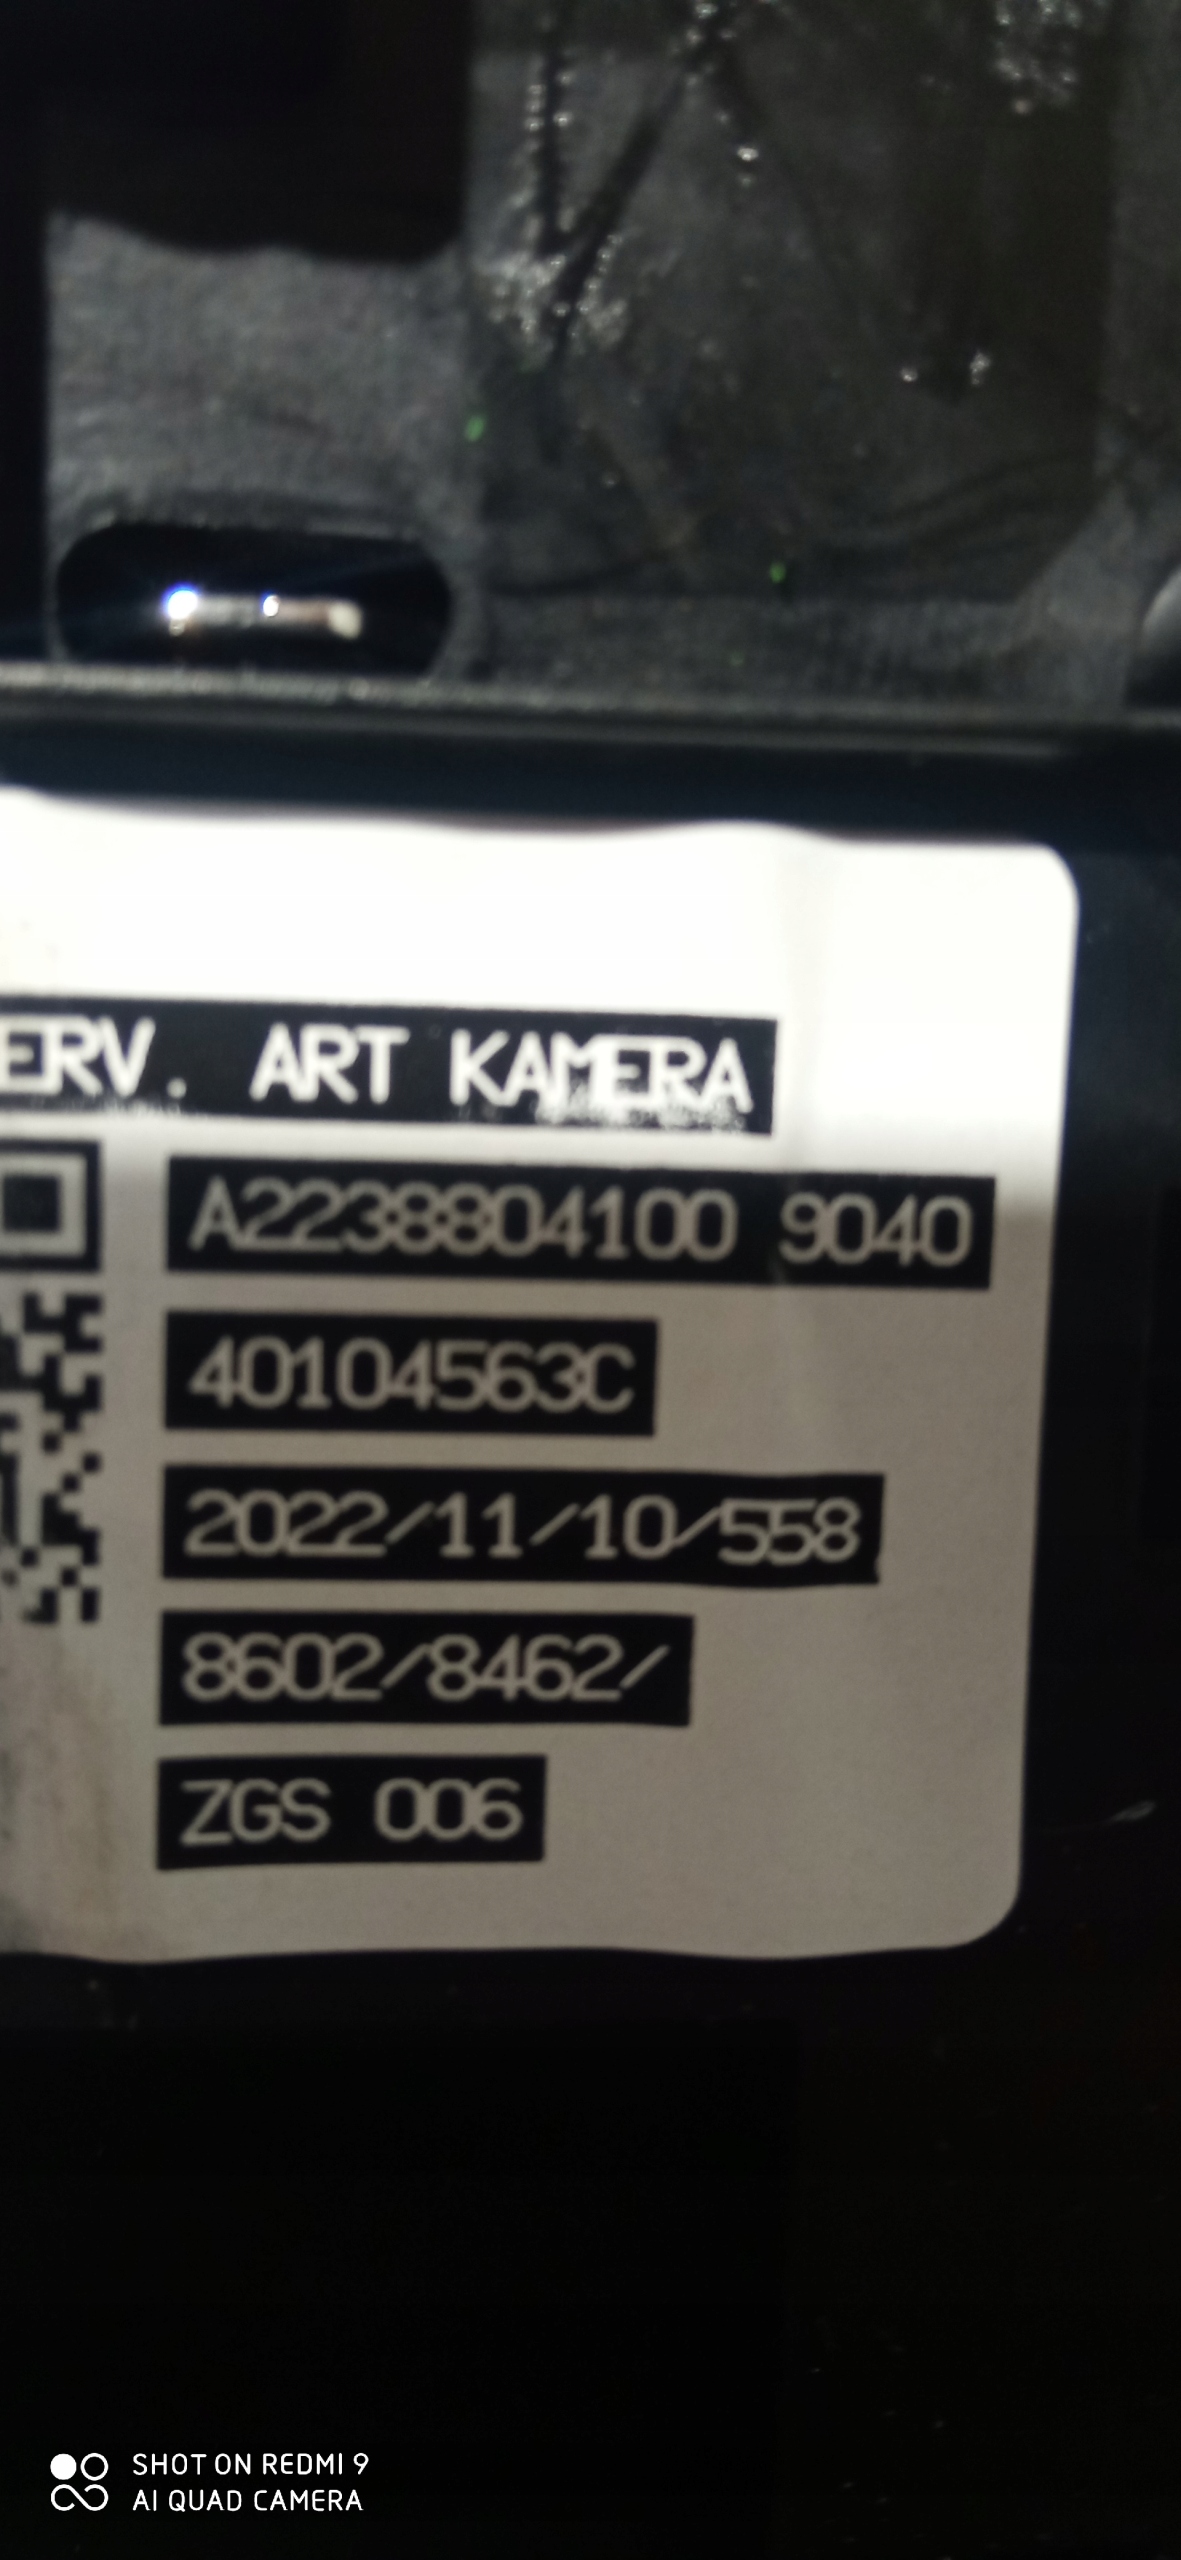 ERV. ART KAMERA
A2238804100 9040
40104563C
2022/11/10/558
8602/8462/
ZGS 006
SHOT ON REDMI 9
AI QUAD CAMERA